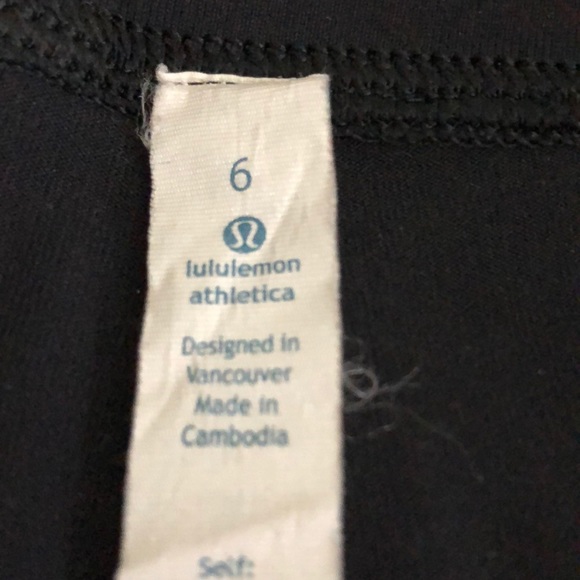 6
lululemon
athletica
Designed in
Vancouver
Made in
Cambodia
Self: